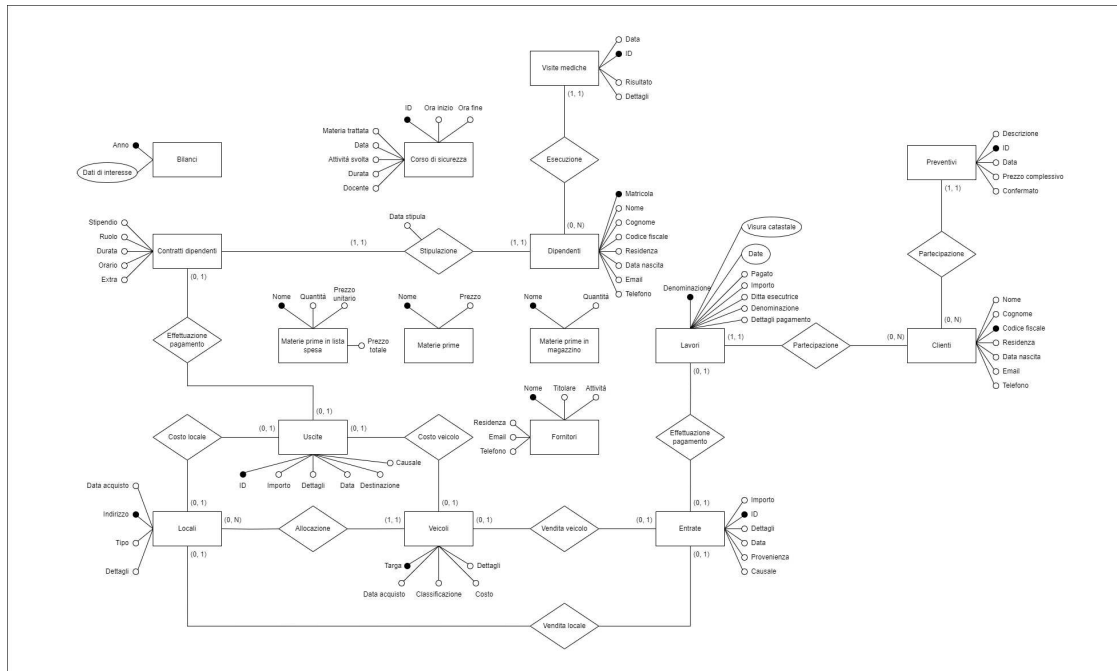 Data
ID
Visite mediche
Risultato
Dettagli
(1, 1)
ID
Ora inizio
Ora fine
Materia trattata
Data
Attività svolta
Durata
Docente
Corso di sicurezza
Anno
Bilanci
Dati di interesse
Esecuzione
Descrizione
ID
Data
Prezzo complessivo
Confermato
Preventivi
(1, 1)
Stipendio
Ruolo
Durata
Orario
Extra
Contratti dipendenti
(1, 1)
Data stipula
Stipulazione
(1, 1)
(0, N)
Dipendenti
Matricola
Nome
Cognome
Codice fiscale
Residenza
Data nascita
Email
Telefono
Visura catastale
Date
Pagato
Importo
Ditta esecutrice
Denominazione
Dettagli pagamento
Denominazione
Partecipazione
(0, 1)
Nome
Quantità
Prezzo
unitario
Materie prime in lista
spesa
Prezzo
totale
Nome
Prezzo
Materie prime
Nome
Quantità
Materie prime in
magazzino
Lavori
(1, 1)
Partecipazione
(0, N)
(0, N)
Clienti
Nome
Cognome
Codice fiscale
Residenza
Data nascita
Email
Telefono
Effettuazione
pagamento
(0, 1)
(0, 1)
Nome
Titolare
Attività
Residenza
Email
Telefono
Fornitori
Effettuazione
pagamento
Costo locale
(0, 1)
Uscite
(0, 1)
Costo veicolo
Causale
ID
Importo
Dettagli
Data
Destinazione
Data acquisto
Indirizzo
Tipo
Dettagli
(0, 1)
Locali
(0, N)
Allocazione
(1, 1)
(0, 1)
Veicoli
(0, 1)
Vendita veicolo
(0, 1)
(0, 1)
Entrate
Importo
ID
Dettagli
Data
Provenienza
Causale
(0, 1)
(0, 1)
Targa
Dettagli
Data acquisto
Classificazione
Costo
Vendita locale